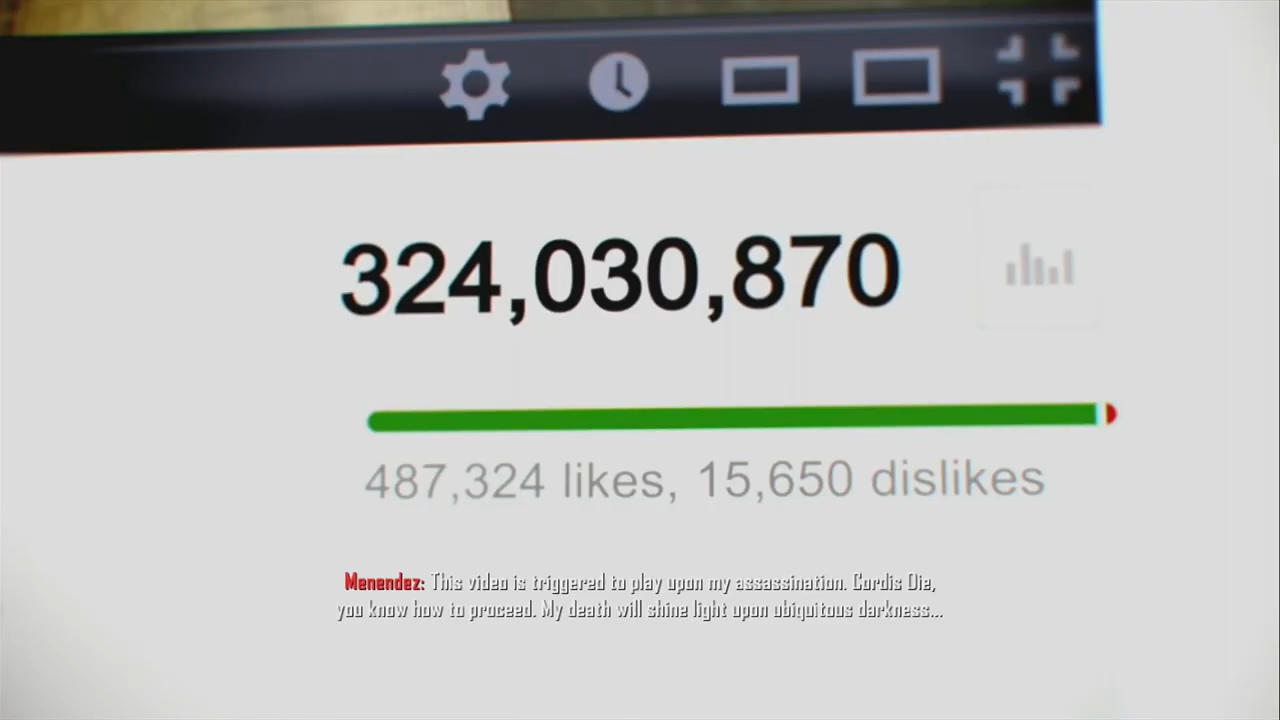 324,030,870
487,324 likes, 15,650 dislikes
Menendez: This video is triggered to play upon my assassination. Cordis Die,
you know how to proceed. My death will shine light upon ubiquitous darkness...